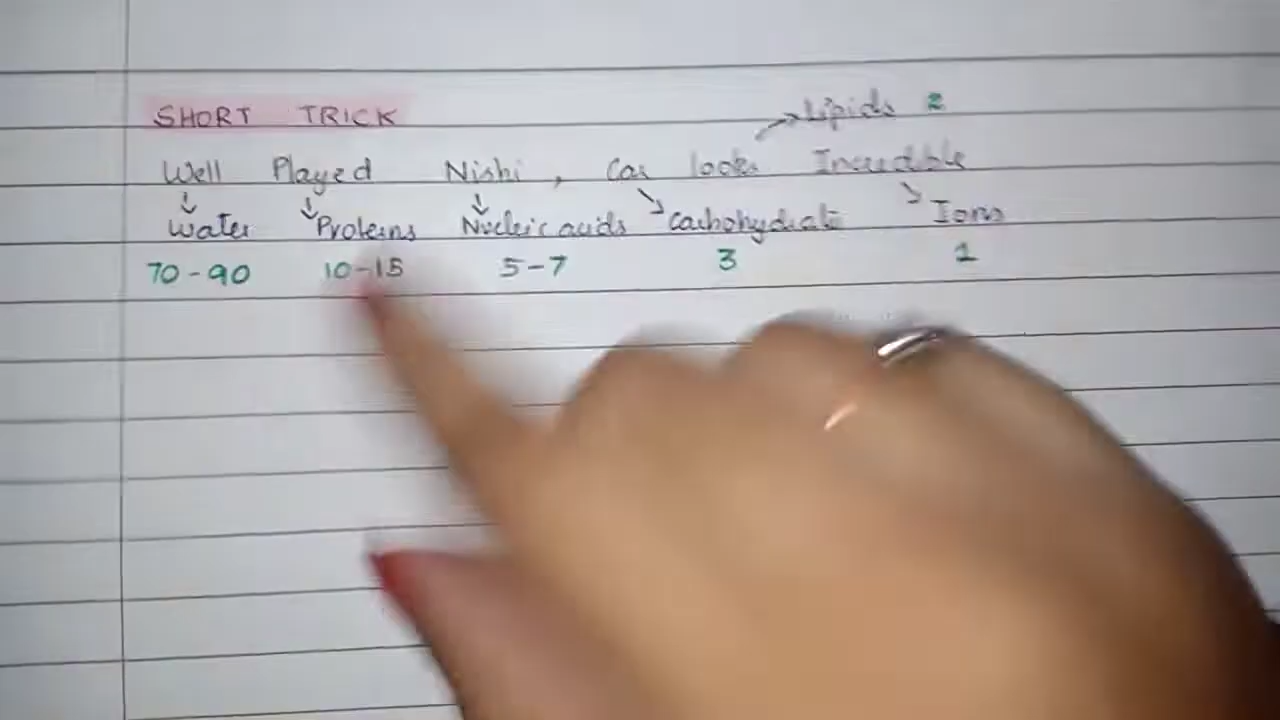 SHORT TRICK
→Lipids 2
Well Played Nishi, Car looks Incredible
↓ ↓ ↓ ↘ ↘
Water Proteins Nucleic acids Carbohydrate Ions
70-90 10-15 5-7 3 1